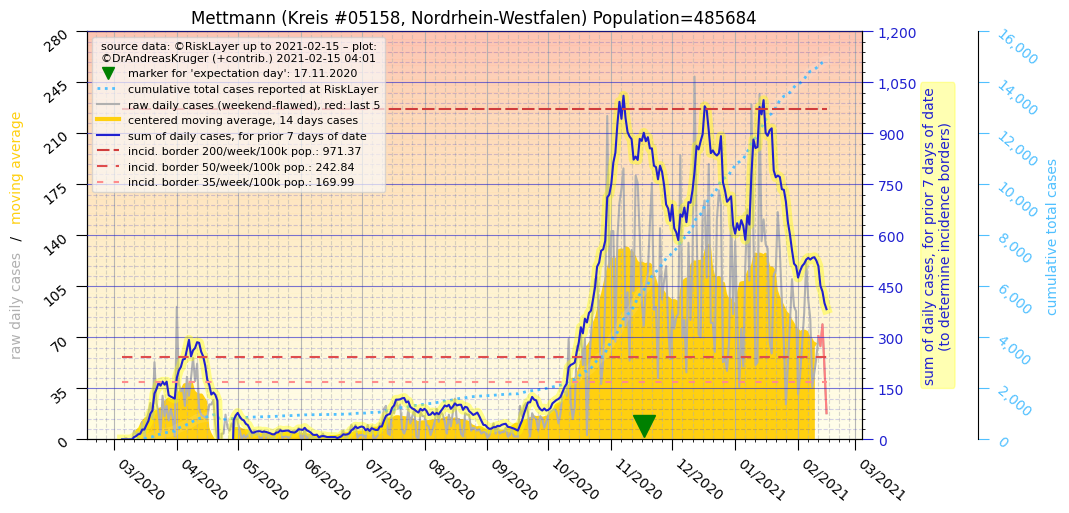 Mettmann (Kreis #05158, Nordrhein-Westfalen) Population=485684
source data: ©RiskLayer up to 2021-02-15 – plot:
©DrAndreasKruger (+contrib.) 2021-02-15 04:01
marker for 'expectation day': 17.11.2020
cumulative total cases reported at RiskLayer
raw daily cases (weekend-flawed), red: last 5
centered moving average, 14 days cases
sum of daily cases, for prior 7 days of date
incid. border 200/week/100k pop.: 971.37
incid. border 50/week/100k pop.: 242.84
incid. border 35/week/100k pop.: 169.99
raw daily cases / moving average
280
245
210
175
140
105
70
35
0
03/2020
04/2020
05/2020
06/2020
07/2020
08/2020
09/2020
10/2020
11/2020
12/2020
01/2021
02/2021
03/2021
1,200
1,050
900
750
600
450
300
150
0
sum of daily cases, for prior 7 days of date
(to determine incidence borders)
16,000
14,000
12,000
10,000
8,000
6,000
4,000
2,000
0
cumulative total cases